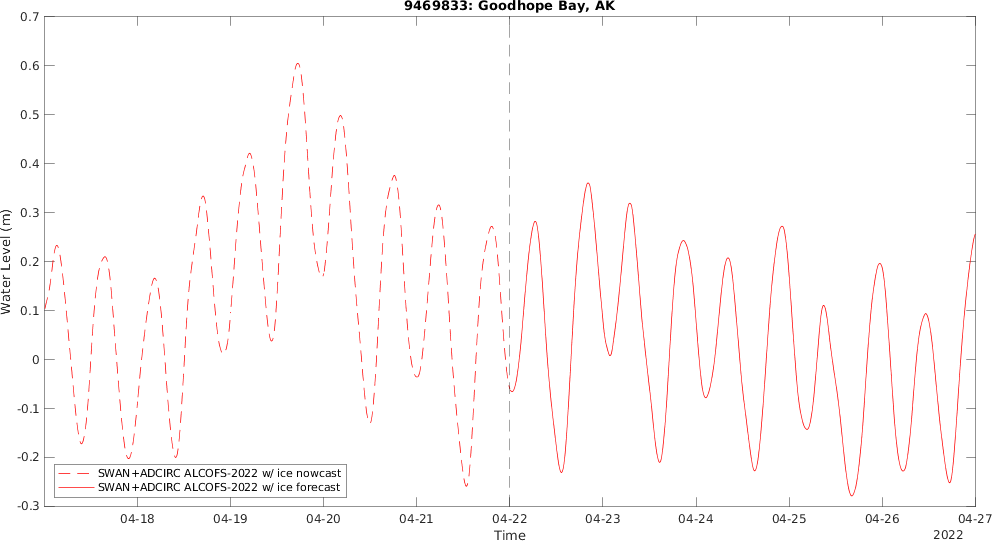 9469833: Goodhope Bay, AK
0.7
0.6
0.5
0.4
0.3
0.2
0.1
0
-0.1
-0.2
-0.3
Water Level (m)
SWAN+ADCIRC ALCOFS-2022 w/ ice nowcast
SWAN+ADCIRC ALCOFS-2022 w/ ice forecast
04-18 04-19 04-20 04-21 04-22 04-23 04-24 04-25 04-26 04-27
Time
2022